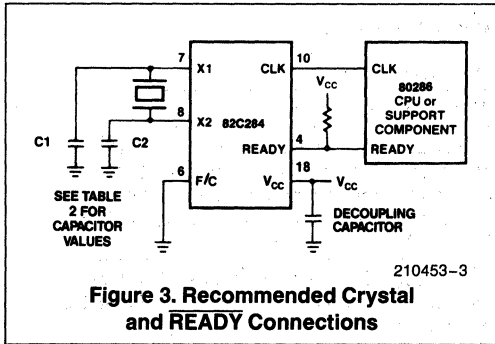 7
X1
8
X2
C1
C2
6
F/C
SEE TABLE
2 FOR
CAPACITOR
VALUES
82C284
CLK
10
READY
4
18
VCC
VCC
VCC
CLK
80286
CPU or
SUPPORT
COMPONENT
READY
DECOUPLING
CAPACITOR
210453–3
Figure 3. Recommended Crystal
and READY Connections